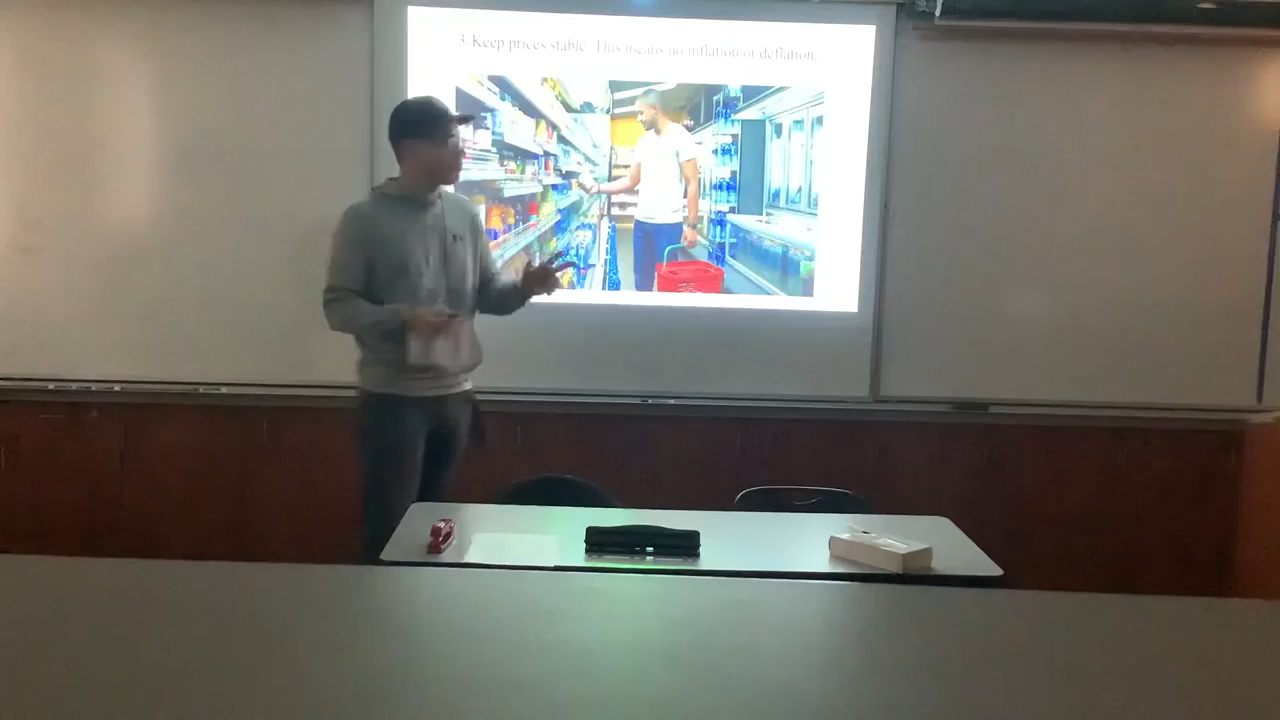 3. Keep prices stable. This means no inflation or deflation.